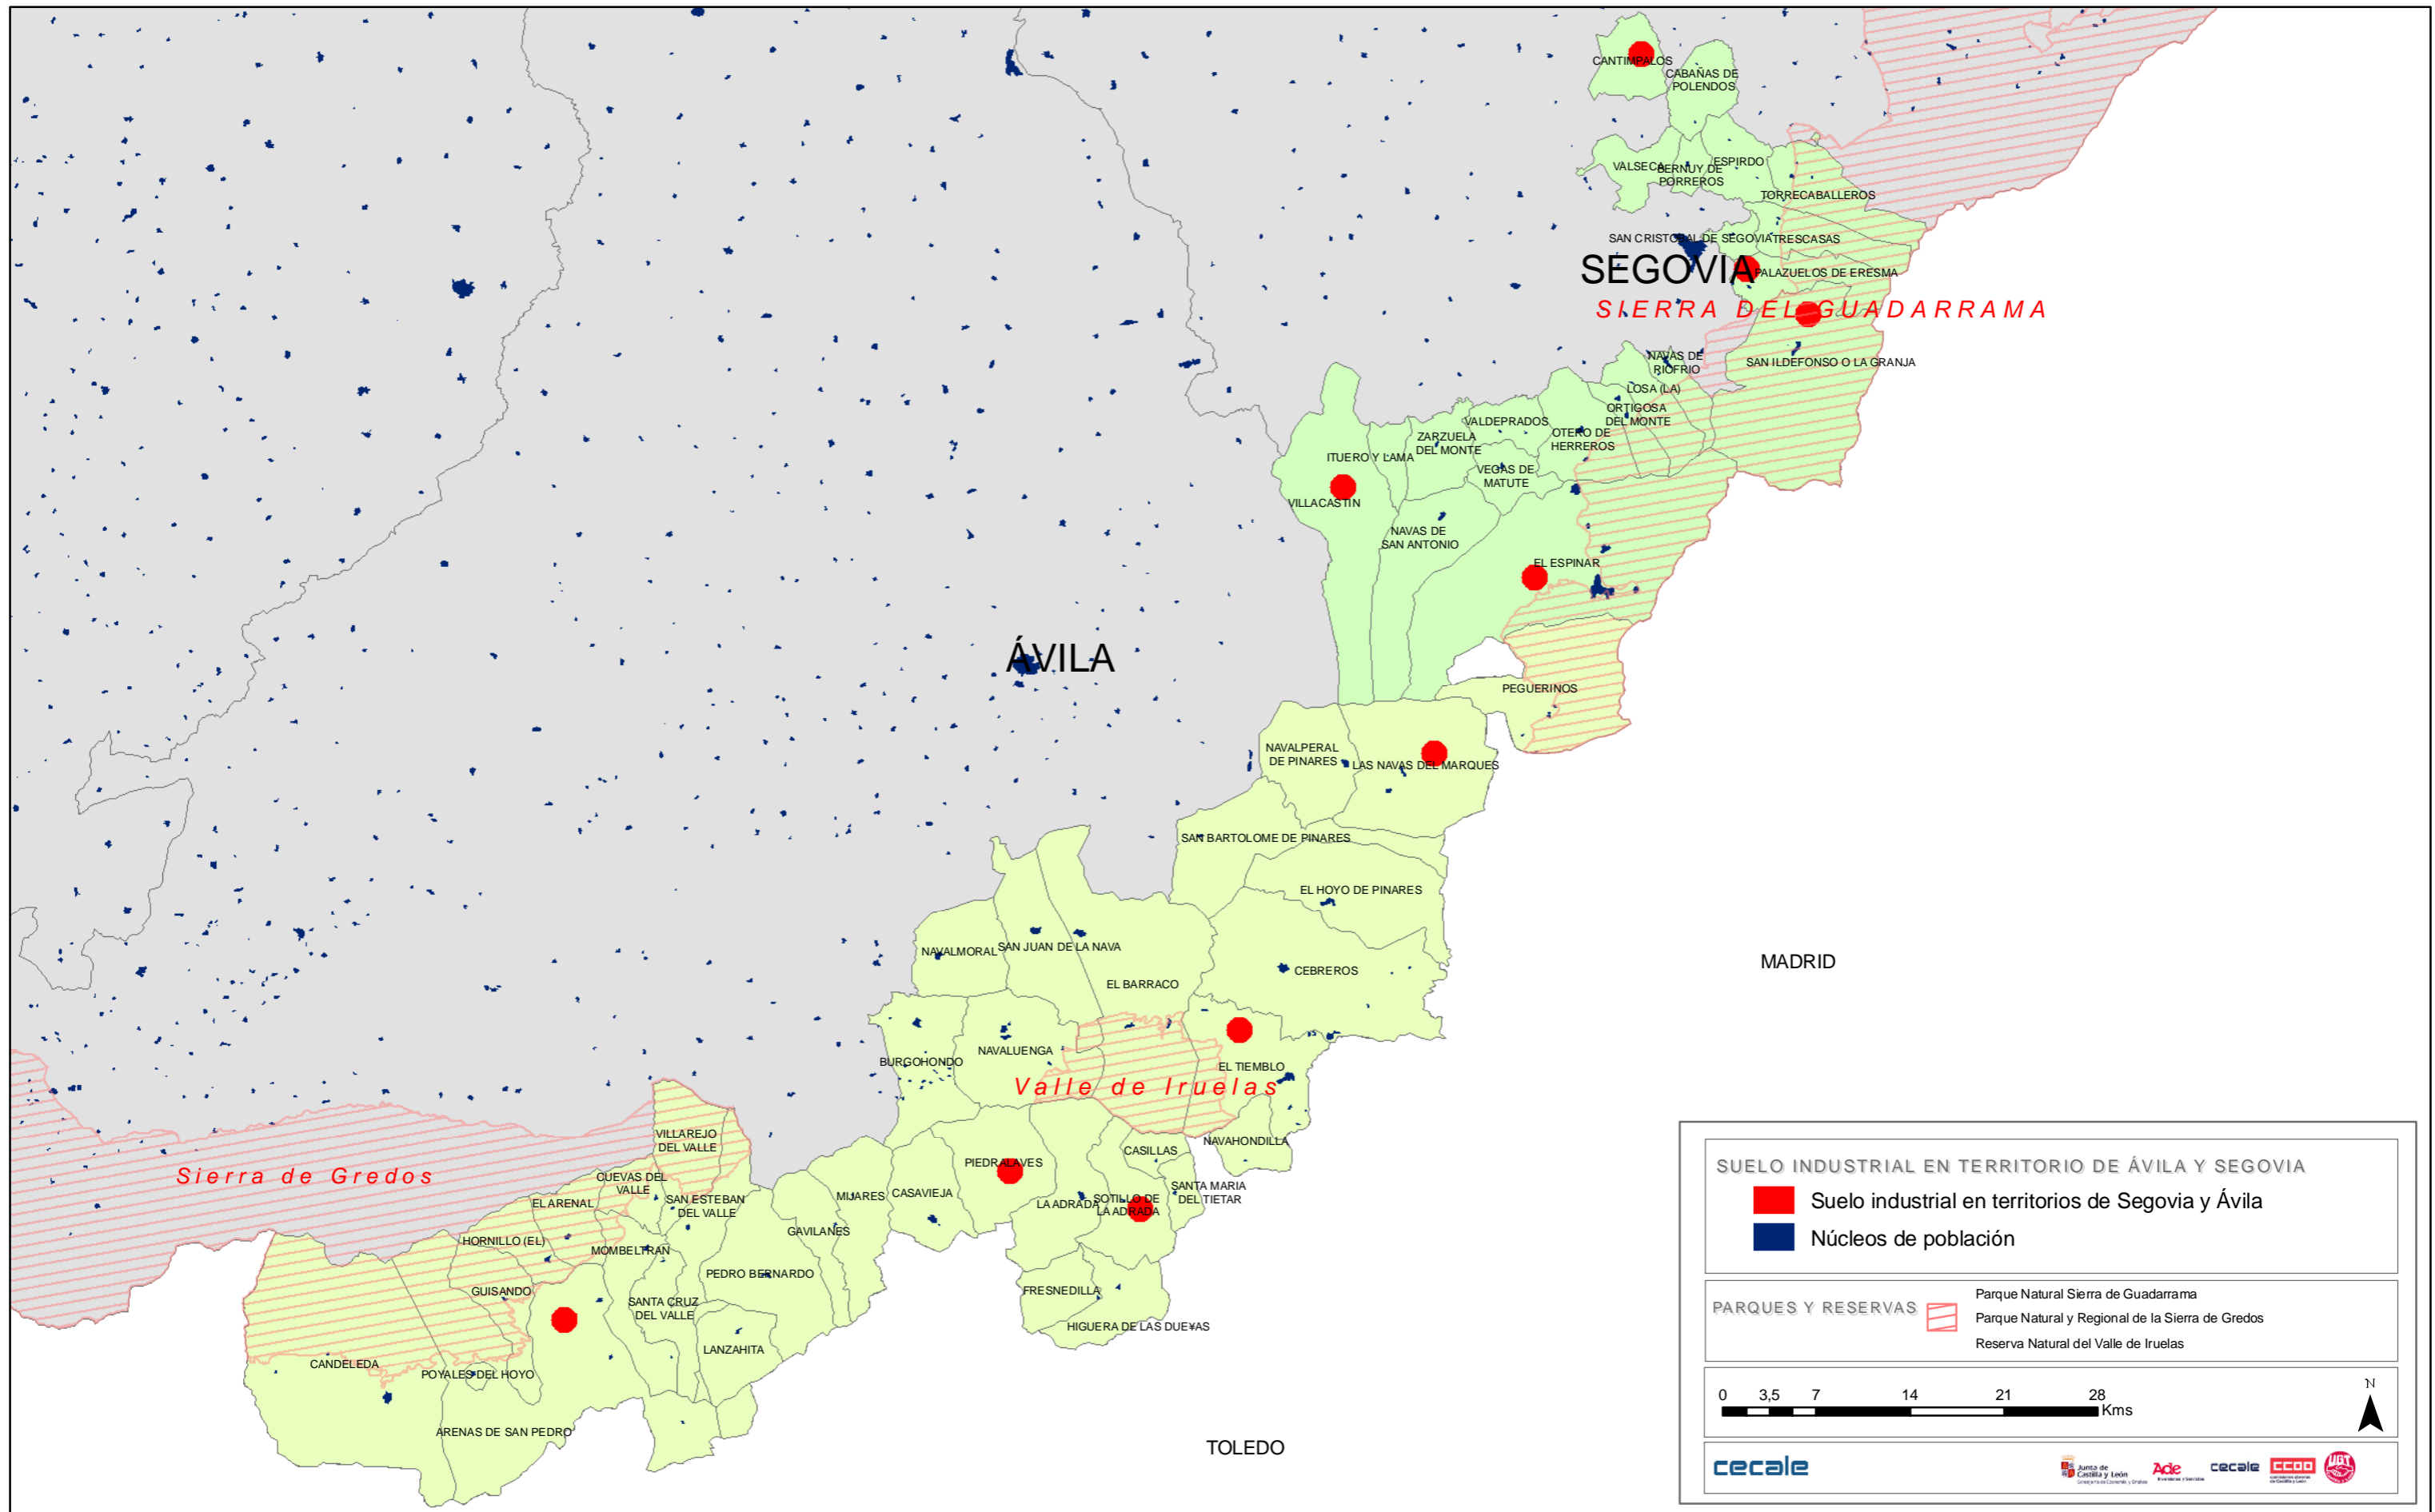 CANTIMPALOS
CABAÑAS DE
POLENDOS
VALSECA
BERNUY DE
PORREROS
ESPIRDO
TORRECABALLEROS
SAN CRISTOBAL DE SEGOVIA
TRESCASAS
SEGOVIA
PALAZUELOS DE ERESMA
SIERRA DEL GUADARRAMA
NAVAS DE
RIOFRIO
SAN ILDEFONSO O LA GRANJA
LOSA (LA)
ORTIGOSA
DEL MONTE
VALDEPRADOS
OTERO DE
HERREROS
ZARZUELA
DEL MONTE
ITUERO Y LAMA
VEGAS DE
MATUTE
VILLACASTIN
NAVAS DE
SAN ANTONIO
EL ESPINAR
ÁVILA
PEGUERINOS
NAVALPERAL
DE PINARES
LAS NAVAS DEL MARQUES
SAN BARTOLOME DE PINARES
EL HOYO DE PINARES
NAVALMORAL
SAN JUAN DE LA NAVA
CEBREROS
MADRID
EL BARRACO
BURGOHONDO
NAVALUENGA
EL TIEMBLO
Valle de Iruelas
VILLAREJO
DEL VALLE
NAVAHONDILLA
CASILLAS
PIEDRALAVES
Sierra de Gredos
CUEVAS DEL
VALLE
EL ARENAL
SAN ESTEBAN
DEL VALLE
MIJARES
CASAVIEJA
LA ADRADA
SOTILLO DE
LA ADRADA
SANTA MARIA
DEL TIETAR
GAVILANES
HORNILLO (EL)
MOMBELTRAN
PEDRO BERNARDO
GUISANDO
SANTA CRUZ
DEL VALLE
FRESNEDILLA
HIGUERA DE LAS DUE¥AS
LANZAHITA
CANDELEDA
POYALES DEL HOYO
ARENAS DE SAN PEDRO
TOLEDO
SUELO INDUSTRIAL EN TERRITORIO DE ÁVILA Y SEGOVIA
Suelo industrial en territorios de Segovia y Ávila
Núcleos de población
PARQUES Y RESERVAS
Parque Natural Sierra de Guadarrama
Parque Natural y Regional de la Sierra de Gredos
Reserva Natural del Valle de Iruelas
0 3,5 7 14 21 28
Kms
N
cecale
Junta de
Castilla y León
Ade
cecale
CCOO
UGT